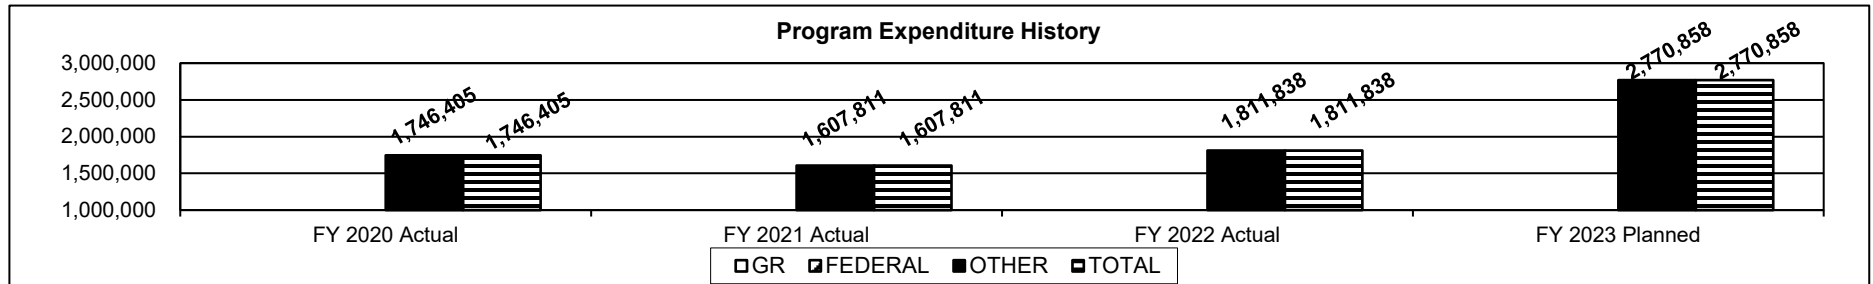 Program Expenditure History
3,000,000
2,500,000
2,000,000
1,500,000
1,000,000
1,746,405
1,746,405
1,607,811
1,607,811
1,811,838
1,811,838
2,770,858
2,770,858
FY 2020 Actual
FY 2021 Actual
FY 2022 Actual
FY 2023 Planned
GR FEDERAL OTHER TOTAL